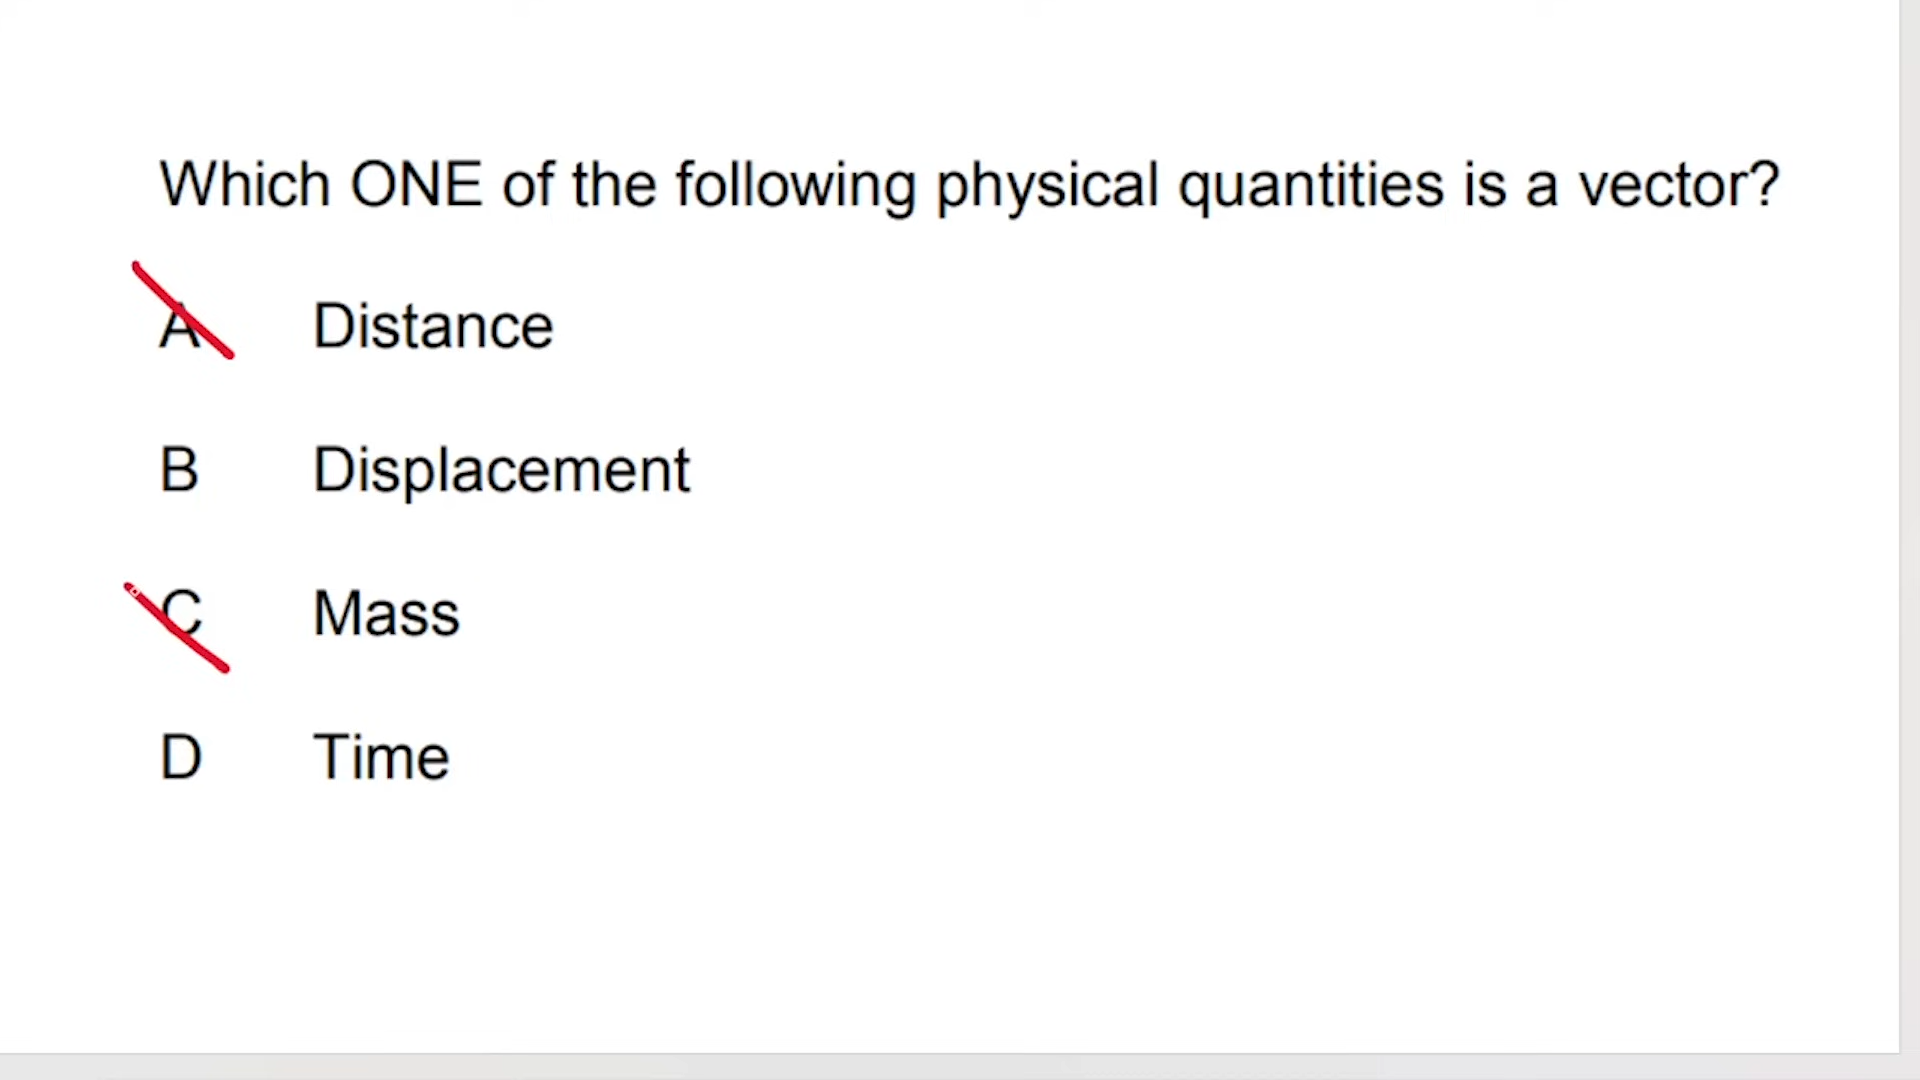 Which ONE of the following physical quantities is a vector?
A Distance
B Displacement
C Mass
D Time